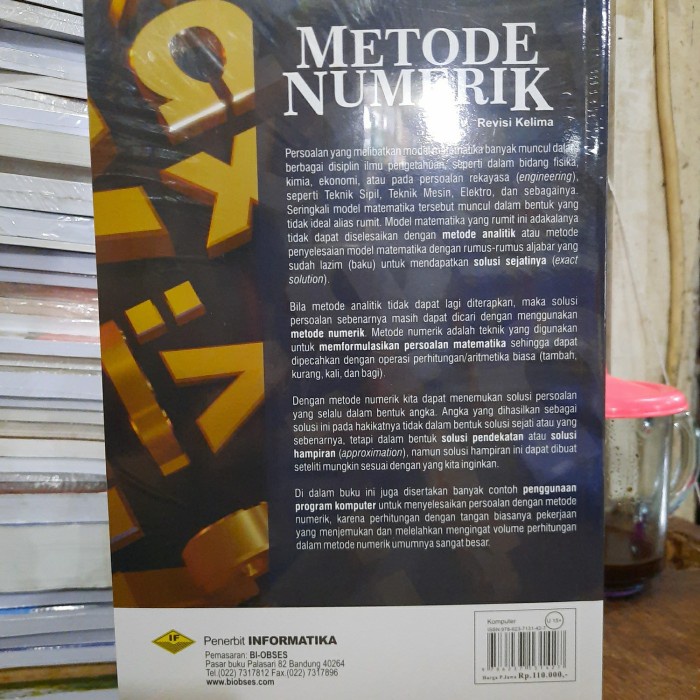 METODE
NUMERIK
Revisi Kelima
Persoalan yang melibatkan model matematika banyak muncul dalam
berbagai disiplin ilmu pengetahuan, seperti dalam bidang fisika,
kimia, ekonomi, atau pada persoalan rekayasa (engineering),
seperti Teknik Sipil, Teknik Mesin, Elektro, dan sebagainya.
Seringkali model matematika tersebut muncul dalam bentuk yang
tidak ideal alias rumit. Model matematika yang rumit ini adakalanya
tidak dapat diselesaikan dengan metode analitik atau metode
penyelesaian model matematika dengan rumus-rumus aljabar yang
sudah lazim (baku) untuk mendapatkan solusi sejatinya (exact
solution).
Bila metode analitik tidak dapat lagi diterapkan, maka solusi
persoalan sebenarnya masih dapat dicari dengan menggunakan
metode numerik. Metode numerik adalah teknik yang digunakan
untuk memformulasikan persoalan matematika sehingga dapat
dipecahkan dengan operasi perhitungan/aritmetika biasa (tambah,
kurang, kali, dan bagi).
Dengan metode numerik kita dapat menemukan solusi persoalan
yang selalu dalam bentuk angka. Angka yang dihasilkan sebagai
solusi ini pada hakikatnya tidak dalam bentuk solusi sejati atau yang
sebenarnya, tetapi dalam bentuk solusi pendekatan atau solusi
hampiran (approximation), namun solusi hampiran ini dapat dibuat
seteliti mungkin sesuai dengan yang kita inginkan.
Di dalam buku ini juga disertakan banyak contoh penggunaan
program komputer untuk menyelesaikan persoalan dengan metode
numerik, karena perhitungan dengan tangan biasanya pekerjaan
yang menjemukan dan melelahkan mengingat volume perhitungan
dalam metode numerik umumnya sangat besar.
IF
Penerbit INFORMATIKA
Pemasaran: BI-OBSES
Pasar buku Palasari 82 Bandung 40264
Tel.(022) 7317812 Fax.(022) 7317896
www.biobses.com
Komputer
Harga P.Jawa Rp.110.000,-